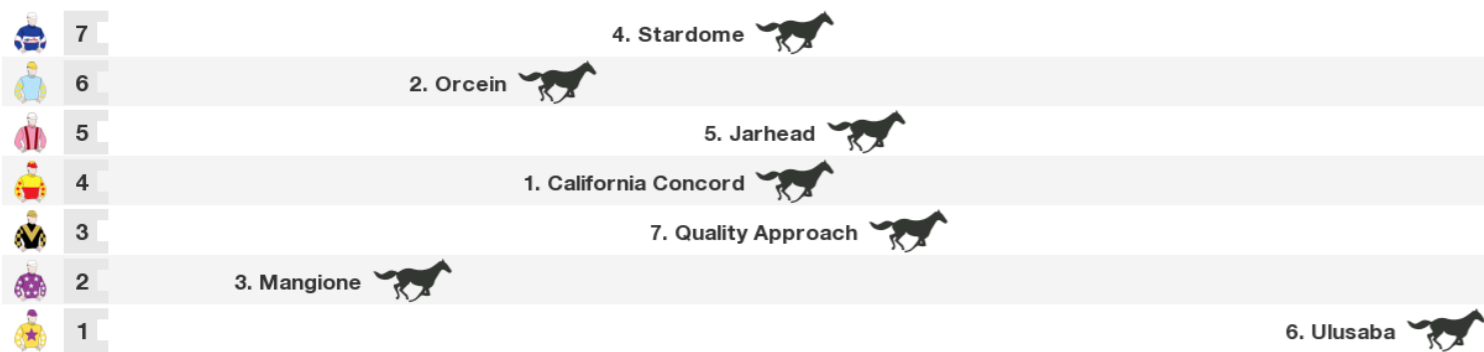 7 4. Stardome
6 2. Orcein
5 5. Jarhead
4 1. California Concord
3 7. Quality Approach
2 3. Mangione
1 6. Ulusaba